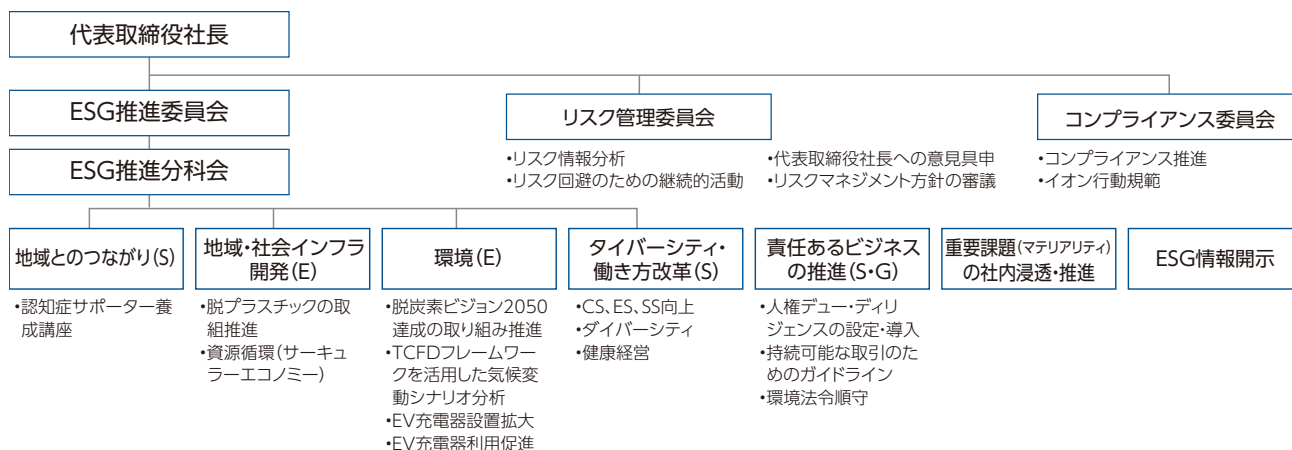 代表取締役社長
ESG推進委員会
リスク管理委員会
コンプライアンス委員会
・リスク情報分析
・リスク回避のための継続的活動
・代表取締役社長への意見具申
・リスクマネジメント方針の審議
・コンプライアンス推進
・イオン行動規範
ESG推進分科会
地域とのつながり(S)
・認知症サポーター養
成講座
地域・社会インフラ
開発(E)
・脱プラスチックの取
組推進
・資源循環(サーキュ
ラーエコノミー)
環境(E)
・脱炭素ビジョン2050
達成の取り組み推進
・TCFDフレームワー
クを活用した気候変
動シナリオ分析
・EV充電器設置拡大
・EV充電器利用促進
タイバーシティ・
働き方改革(S)
・CS、ES、SS向上
・ダイバーシティ
・健康経営
責任あるビジネス
の推進(S・G)
・人権デュー・ディリ
ジェンスの設定・導入
・持続可能な取引のた
めのガイドライン
・環境法令順守
重要課題(マテリアリティ)
の社内浸透・推進
ESG情報開示